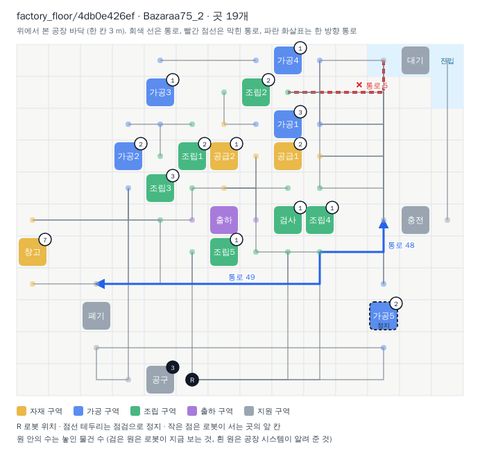 factory_floor/4db0e426ef · Bazaraa75_2 · 곳 19개
위에서 본 공장 바닥 (한 칸 3 m). 회색 선은 통로, 빨간 점선은 막힌 통로, 파란 화살표는 한 방향 통로
가공4 1
대기
가공3 1
조립2 2
✕ 통로
가공1 3
가공2 2
조립1 2
공급2 1
공급1 2
조립3 2
출하
검사 1
조립4 1
충전
창고 7
조립5 1
통로 48
통로 49
폐기
가공5 2
정지
공구 3
R
자재 구역
가공 구역
조립 구역
출하 구역
지원 구역
R 로봇 위치 · 점선 테두리는 점검으로 정지 · 작은 점은 로봇이 서는 곳의 앞 칸
원 안의 수는 놓인 물건 수 (검은 원은 로봇이 지금 보는 것, 흰 원은 공장 시스템이 알려 준 것)